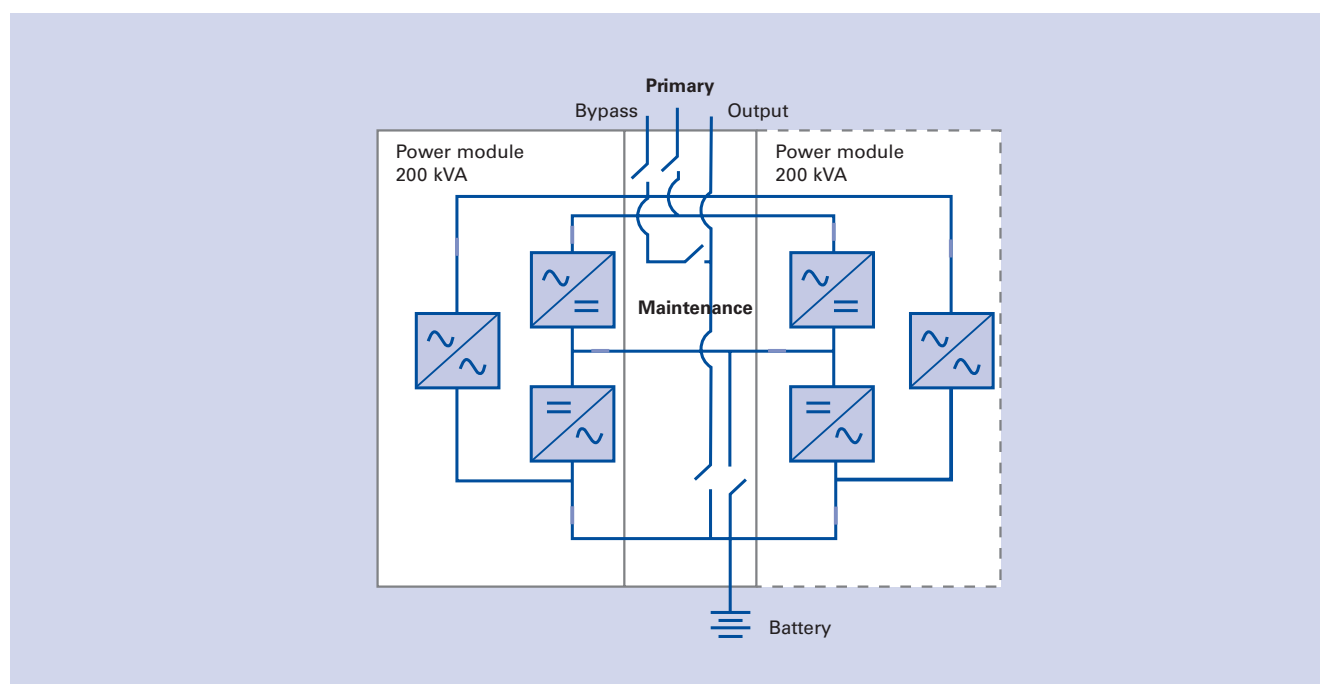 Primary
Bypass
Output
Power module
200 kVA
Power module
200 kVA
Maintenance
Battery